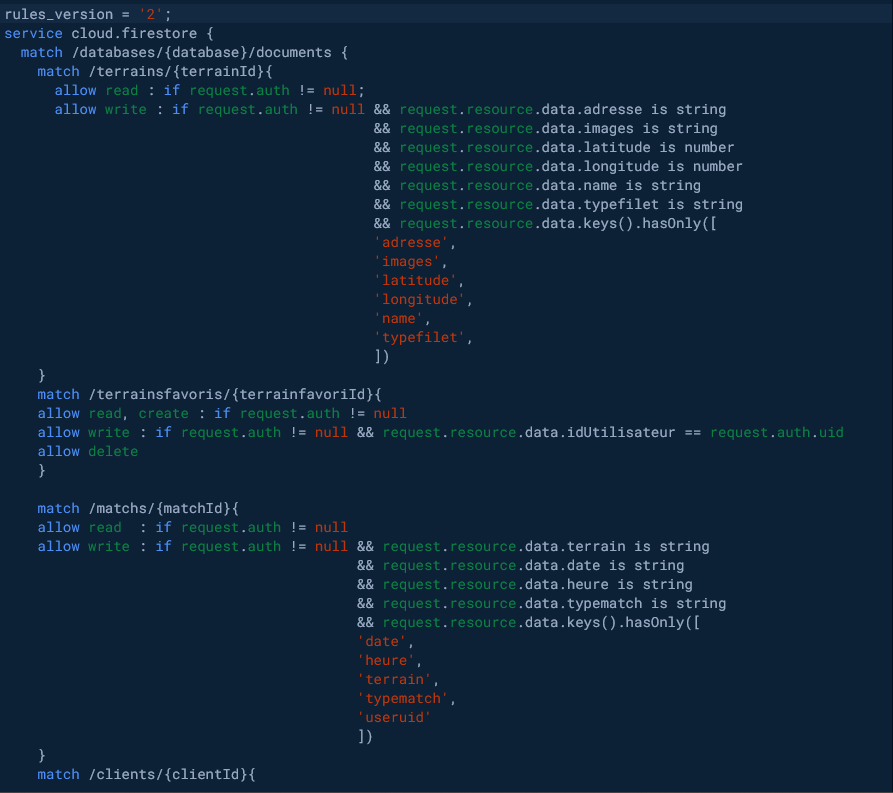 rules_version = '2';
service cloud.firestore {
  match /databases/{database}/documents {
    match /terrains/{terrainId}{
      allow read : if request.auth != null;
      allow write : if request.auth != null && request.resource.data.adresse is string
                                            && request.resource.data.images is string
                                            && request.resource.data.latitude is number
                                            && request.resource.data.longitude is number
                                            && request.resource.data.name is string
                                            && request.resource.data.typefilet is string
                                            && request.resource.data.keys().hasOnly([
                                            'adresse',
                                            'images',
                                            'latitude',
                                            'longitude',
                                            'name',
                                            'typefilet',
                                            ])
    }
    match /terrainsfavoris/{terrainfavoriId}{
    allow read, create : if request.auth != null
    allow write : if request.auth != null && request.resource.data.idUtilisateur == request.auth.uid
    allow delete
    }

    match /matchs/{matchId}{
    allow read  : if request.auth != null
    allow write : if request.auth != null && request.resource.data.terrain is string
                                          && request.resource.data.date is string
                                          && request.resource.data.heure is string
                                          && request.resource.data.typematch is string
                                          && request.resource.data.keys().hasOnly([
                                          'date',
                                          'heure',
                                          'terrain',
                                          'typematch',
                                          'useruid'
                                          ])
    }
    match /clients/{clientId}{